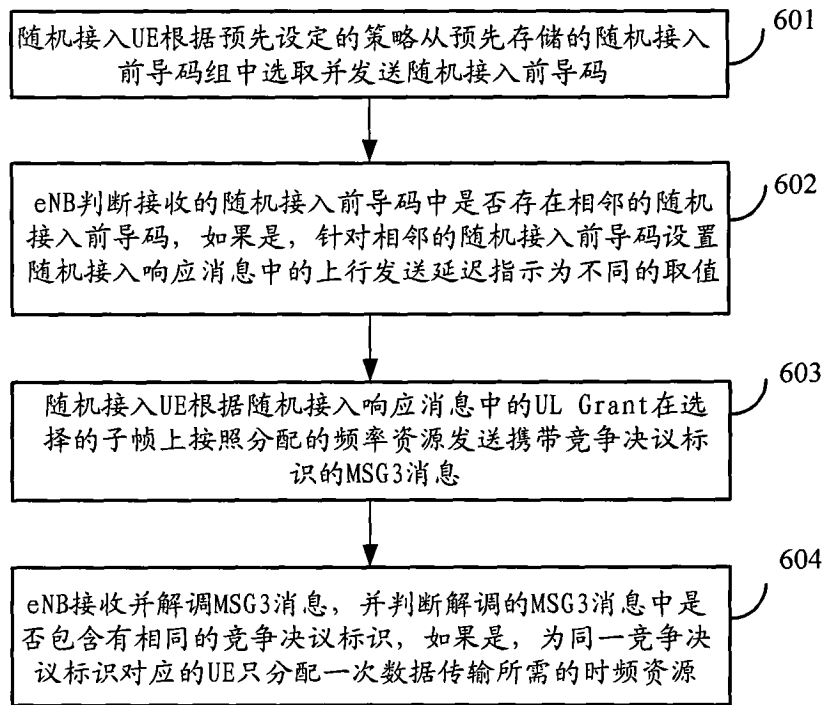 随机接入UE根据预先设定的策略从预先存储的随机接入
前导码组中选取并发送随机接入前导码
601
eNB判断接收的随机接入前导码中是否存在相邻的随机
接入前导码，如果是，针对相邻的随机接入前导码设置
随机接入响应消息中的上行发送延迟指示为不同的取值
602
随机接入UE根据随机接入响应消息中的UL Grant在选
择的子帧上按照分配的频率资源发送携带竞争决议标
识的MSG3消息
603
eNB接收并解调MSG3消息，并判断解调的MSG3消息中是
否包含有相同的竞争决议标识，如果是，为同一竞争决
议标识对应的UE只分配一次数据传输所需的时频资源
604